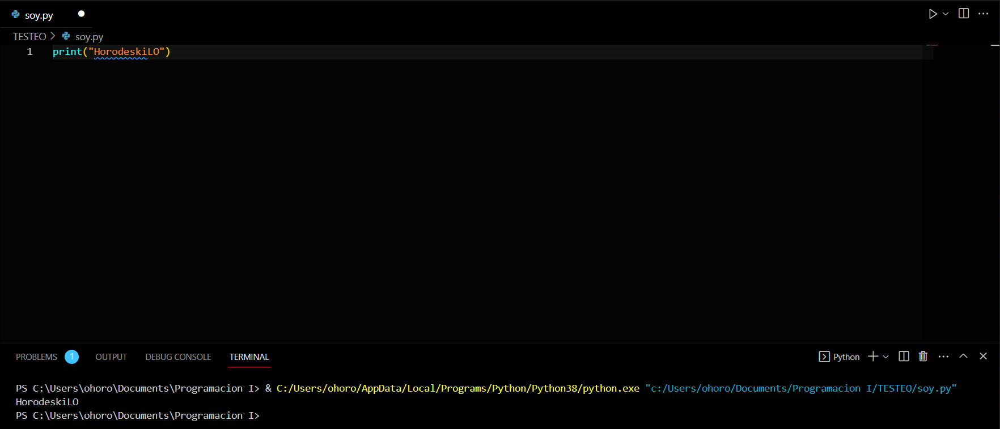 soy.py
TESTEO > soy.py
1 print("HorodeskiLO")
PROBLEMS 1 OUTPUT DEBUG CONSOLE TERMINAL Python
PS C:\Users\ohoro\Documents\Programacion I> & C:/Users/ohoro/AppData/Local/Programs/Python/Python38/python.exe "c:/Users/ohoro/Documents/Programacion I/TESTEO/soy.py"
HorodeskiLO
PS C:\Users\ohoro\Documents\Programacion I>